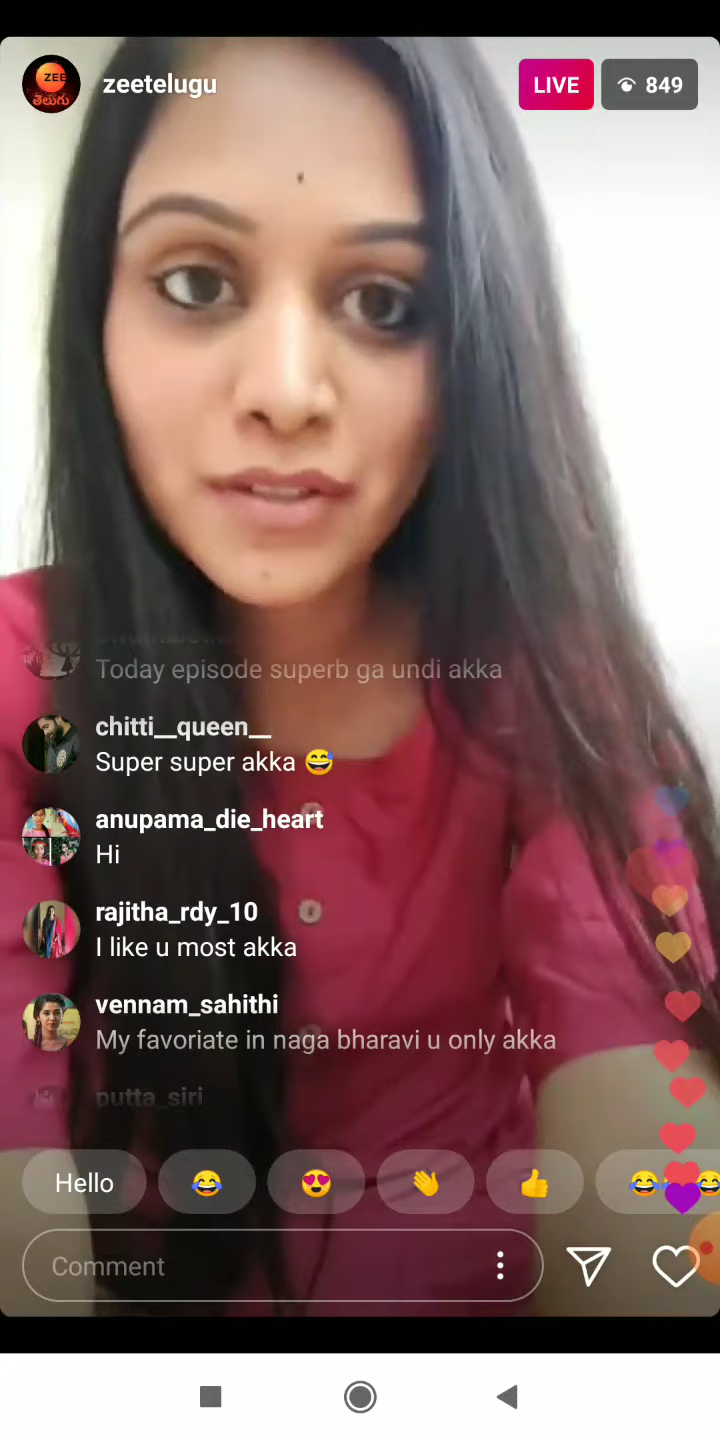 ZEE
తెలుగు
zeetelugu
LIVE
849
Today episode superb ga undi akka
chitti__queen__
Super super akka 😅
anupama_die_heart
Hi
rajitha_rdy_10
I like u most akka
vennam_sahithi
My favoriate in naga bharavi u only akka
putta_siri
Hello
Comment